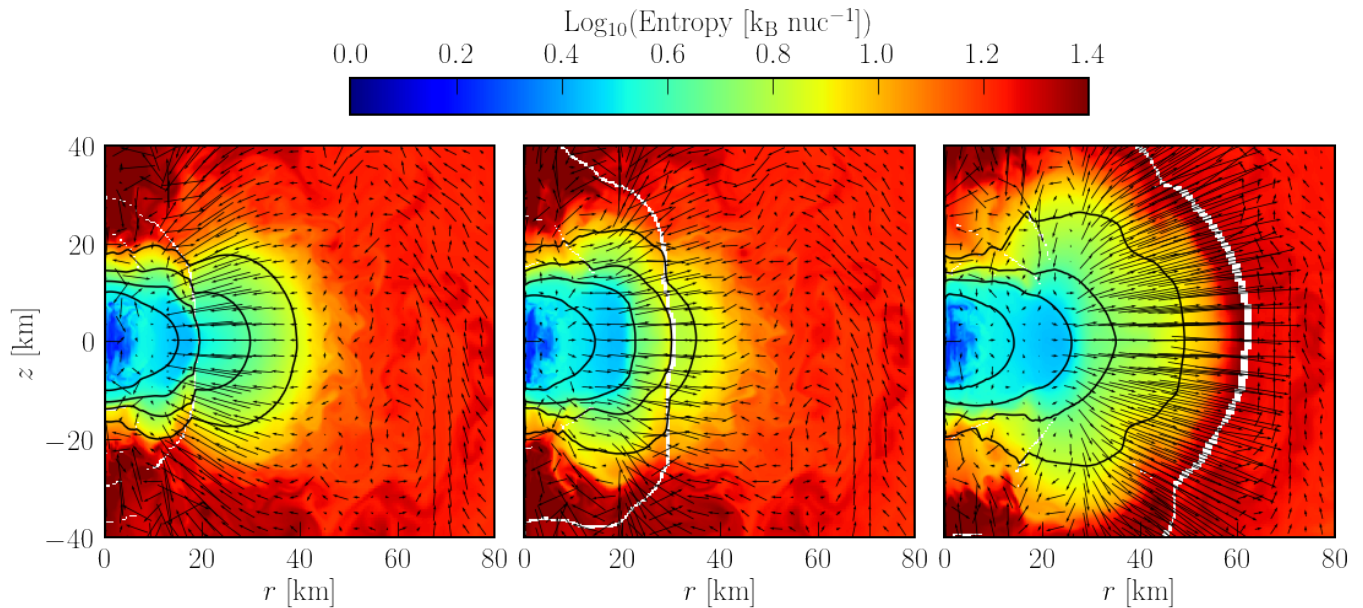 Log₁₀(Entropy [k_B nuc⁻¹])
0.0 0.2 0.4 0.6 0.8 1.0 1.2 1.4
40
20
0
−20
−40
z [km]
0 20 40 60 80 0 20 40 60 80 0 20 40 60 80
r [km] r [km] r [km]